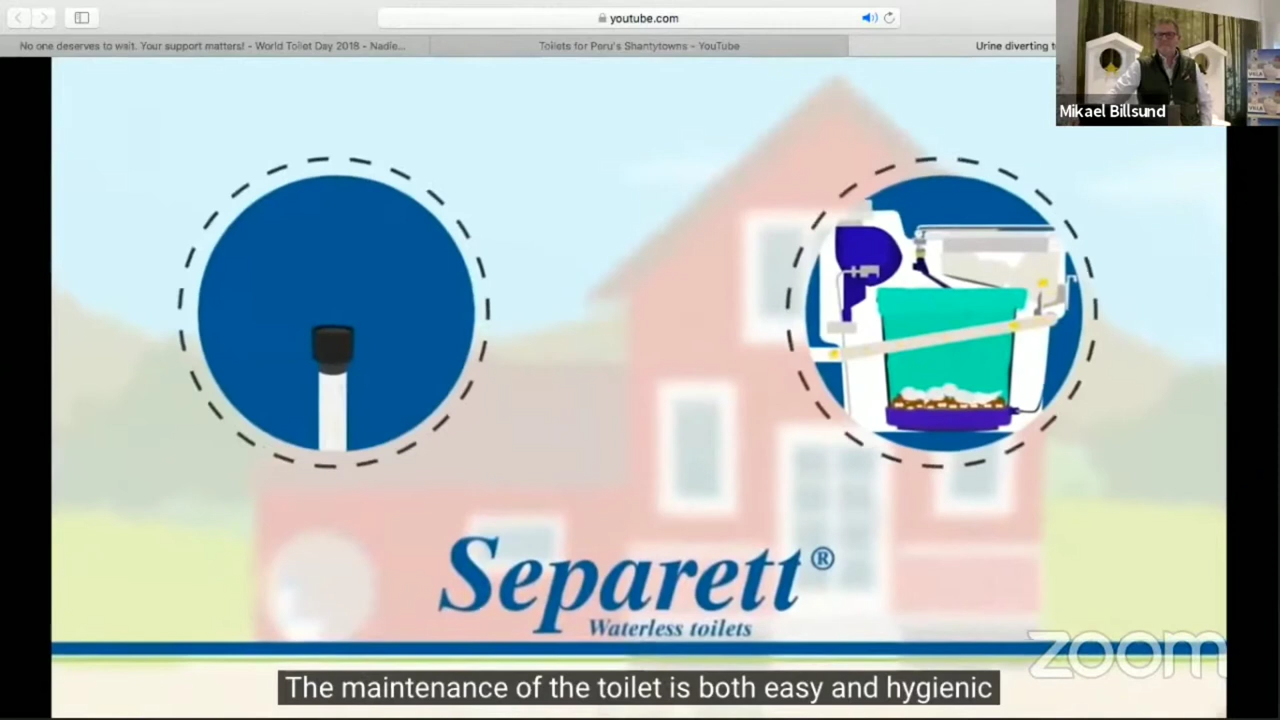 youtube.com
No one deserves to wait. Your support matters! - World Toilet Day 2018 - Nadie...
Toilets for Peru's Shantytowns - YouTube
Urine diverting t
Mikael Billsund
Separett®
Waterless toilets
zoom
The maintenance of the toilet is both easy and hygienic